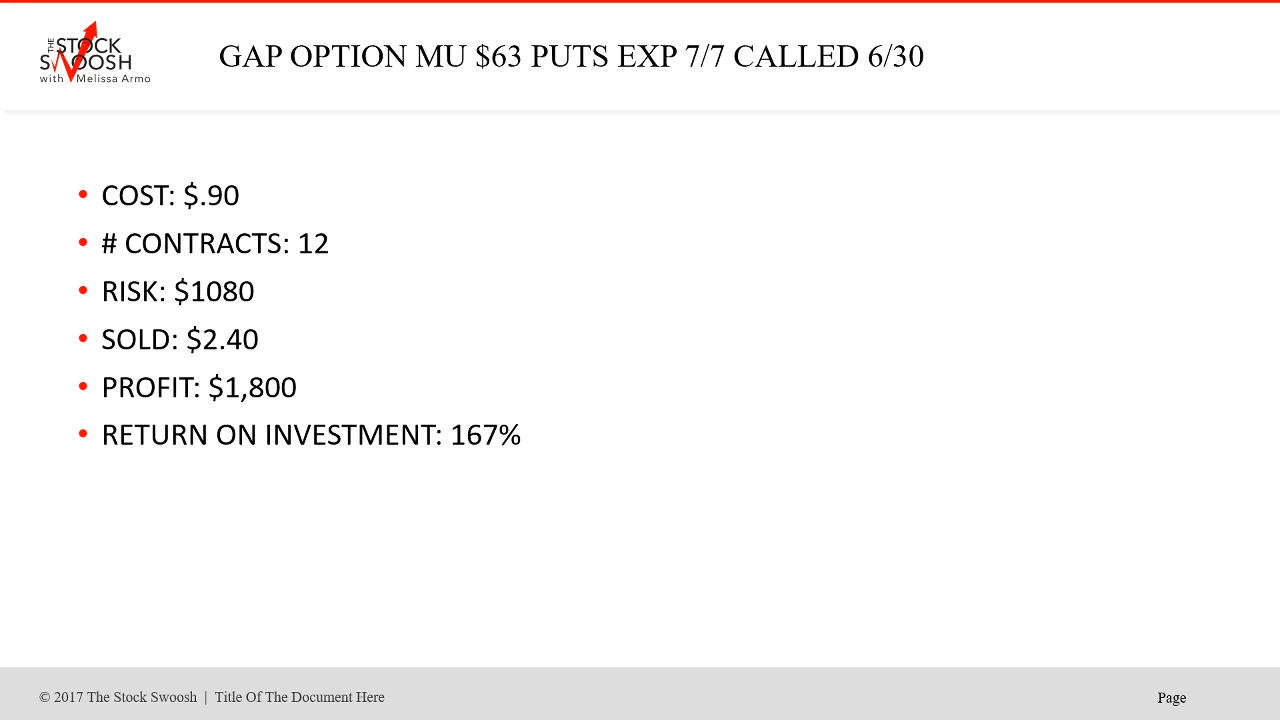 THE STOCK
SWOOSH
with Melissa Armo
GAP OPTION MU $63 PUTS EXP 7/7 CALLED 6/30
• COST: $.90
• # CONTRACTS: 12
• RISK: $1080
• SOLD: $2.40
• PROFIT: $1,800
• RETURN ON INVESTMENT: 167%
© 2017 The Stock Swoosh | Title Of The Document Here
Page